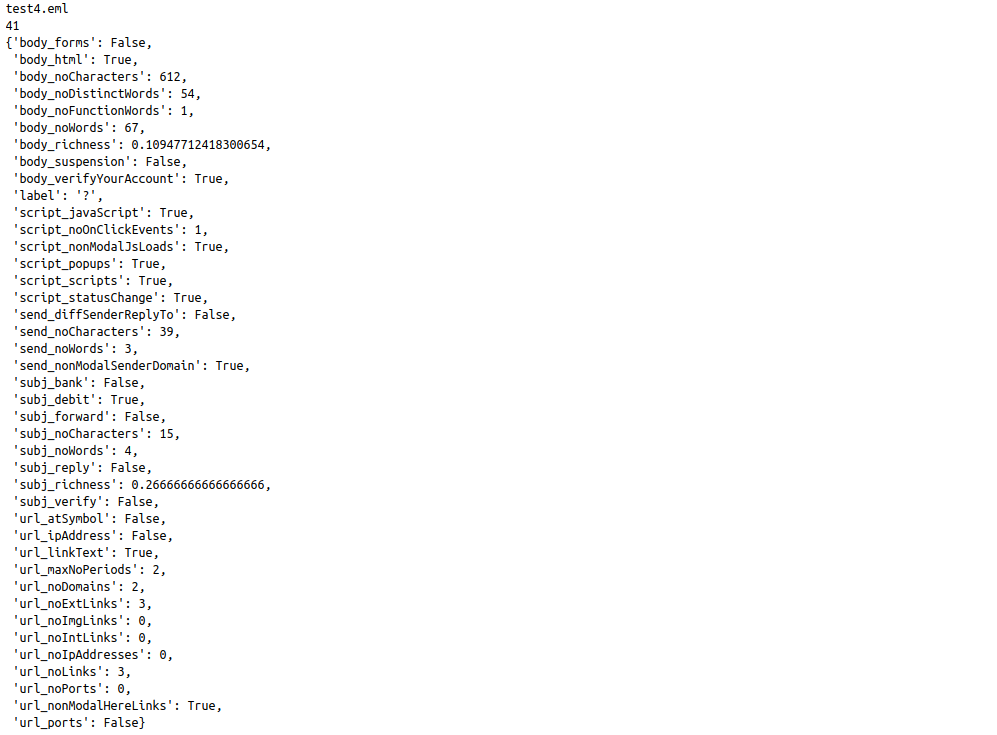 test4.eml
41
{'body_forms': False,
'body_html': True,
'body_noCharacters': 612,
'body_noDistinctWords': 54,
'body_noFunctionWords': 1,
'body_noWords': 67,
'body_richness': 0.10947712418300654,
'body_suspension': False,
'body_verifyYourAccount': True,
'label': '?',
'script_javaScript': True,
'script_noOnClickEvents': 1,
'script_nonModalJsLoads': True,
'script_popups': True,
'script_scripts': True,
'script_statusChange': True,
'send_diffSenderReplyTo': False,
'send_noCharacters': 39,
'send_noWords': 3,
'send_nonModalSenderDomain': True,
'subj_bank': False,
'subj_debit': True,
'subj_forward': False,
'subj_noCharacters': 15,
'subj_noWords': 4,
'subj_reply': False,
'subj_richness': 0.26666666666666666,
'subj_verify': False,
'url_atSymbol': False,
'url_ipAddress': False,
'url_linkText': True,
'url_maxNoPeriods': 2,
'url_noDomains': 2,
'url_noExtLinks': 3,
'url_noImgLinks': 0,
'url_noIntLinks': 0,
'url_noIpAddresses': 0,
'url_noLinks': 3,
'url_noPorts': 0,
'url_nonModalHereLinks': True,
'url_ports': False}